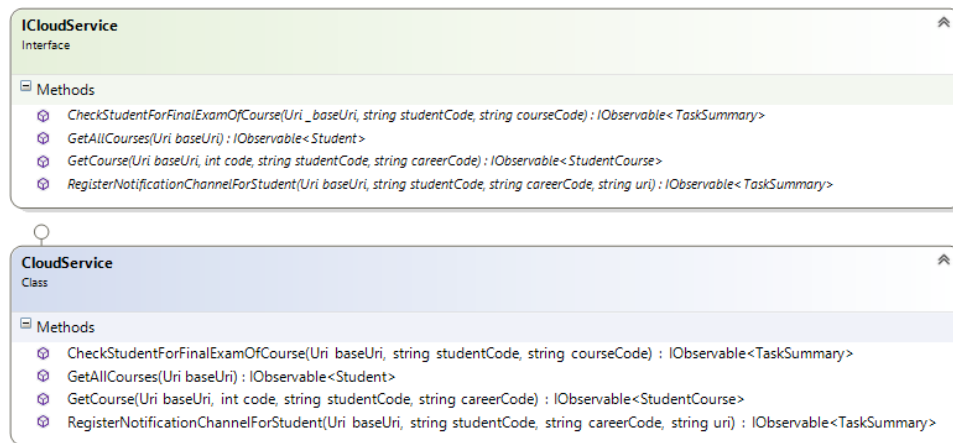 ICloudService
Interface
Methods
CheckStudentForFinalExamOfCourse(Uri _baseUri, string studentCode, string courseCode) : IObservable<TaskSummary>
GetAllCourses(Uri baseUri) : IObservable<Student>
GetCourse(Uri baseUri, int code, string studentCode, string careerCode) : IObservable<StudentCourse>
RegisterNotificationChannelForStudent(Uri baseUri, string studentCode, string careerCode, string uri) : IObservable<TaskSummary>
CloudService
Class
Methods
CheckStudentForFinalExamOfCourse(Uri baseUri, string studentCode, string courseCode) : IObservable<TaskSummary>
GetAllCourses(Uri baseUri) : IObservable<Student>
GetCourse(Uri baseUri, int code, string studentCode, string careerCode) : IObservable<StudentCourse>
RegisterNotificationChannelForStudent(Uri baseUri, string studentCode, string careerCode, string uri) : IObservable<TaskSummary>